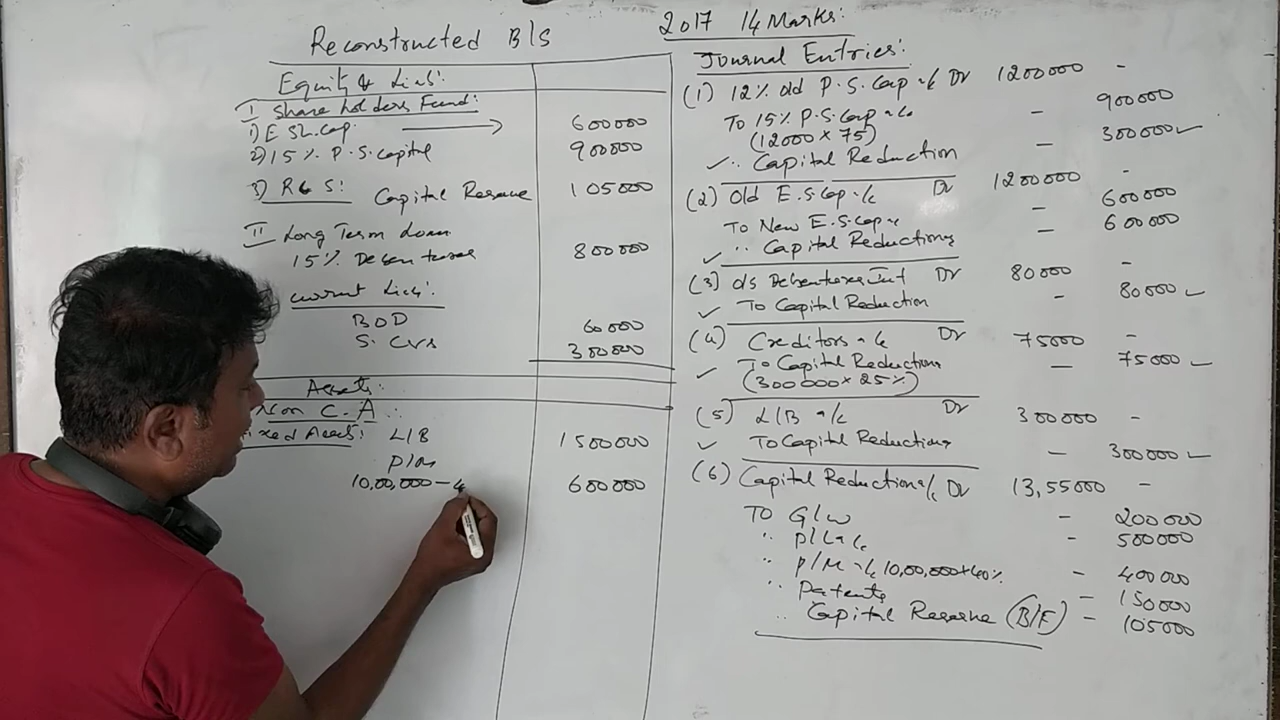 Reconstructed B/S
Equity & Liab:
I Share holders Fund:
1) E Sh. Cap. 600000
2) 15% P.S. capital 900000
3) R & S: Capital Reserve 105000
II Long Term Loan
15% Debentures 800000
Current Liab:
BOD 60000
S. Crs 300000
Assets:
Non C.A:
Fixed Assets: L/B 1500000
P/M
10,00,000 - 4 600000
2017 14 Marks:
Journal Entries:
(1) 12% Old P.S. Cap a/c Dr 1200000 -
To 15% P.S. Cap a/c - 900000
(12000 x 75)
✓ " Capital Reduction - 300000 ✓
(2) Old E.S. Cap a/c Dr 1200000 -
To New E.S. Cap a/c - 600000
✓ " Capital Reduction - 600000
(3) O/S Debentures Int Dr 80000 -
✓ To Capital Reduction - 80000 ✓
(4) Creditors a/c Dr 75000 -
✓ To Capital Reduction - 75000 ✓
(300000 x 25%)
(5) L/B a/c Dr 300000 -
✓ To Capital Reduction - 300000 ✓
(6) Capital Reduction a/c Dr 13,55000 -
To G/w - 200000
" P/L a/c - 500000
" P/M a/c 10,00,000 x 40% - 400000
" Patents - 150000
" Capital Reserve (B/F) - 105000